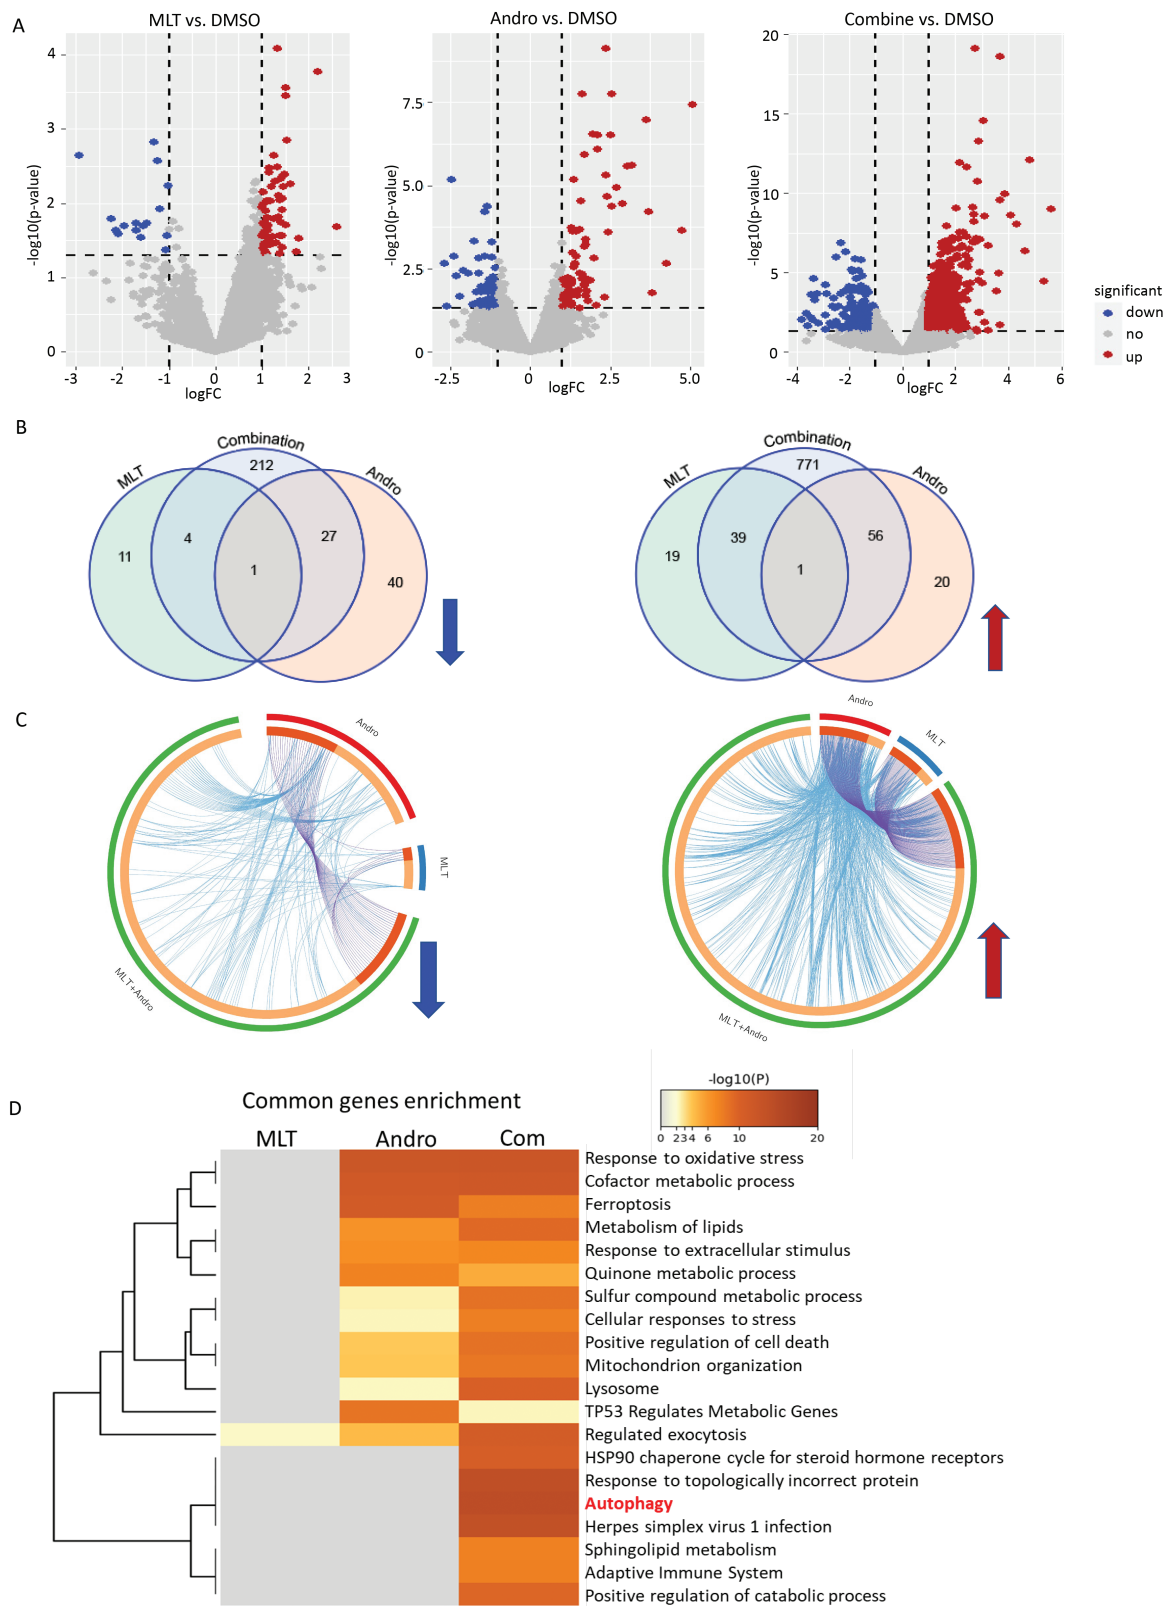 A
MLT vs. DMSO
Andro vs. DMSO
Combine vs. DMSO
-log10(p-value)
4
3
2
1
0
-3
-2
-1
0
1
2
3
logFC
-log10(p-value)
7.5
5.0
2.5
0
-2.5
0
2.5
5.0
logFC
-log10(p-value)
20
15
10
5
0
-4
-2
0
2
4
6
logFC
significant
down
no
up
B
MLT
Combination
Andro
212
11
4
27
1
40
MLT
Combination
Andro
771
19
39
56
1
20
C
Andro
MLT
MLT+Andro
Andro
MLT
MLT+Andro
D
Common genes enrichment
-log10(P)
0 2 3 4 6 10 20
MLT Andro Com
Response to oxidative stress
Cofactor metabolic process
Ferroptosis
Metabolism of lipids
Response to extracellular stimulus
Quinone metabolic process
Sulfur compound metabolic process
Cellular responses to stress
Positive regulation of cell death
Mitochondrion organization
Lysosome
TP53 Regulates Metabolic Genes
Regulated exocytosis
HSP90 chaperone cycle for steroid hormone receptors
Response to topologically incorrect protein
Autophagy
Herpes simplex virus 1 infection
Sphingolipid metabolism
Adaptive Immune System
Positive regulation of catabolic process